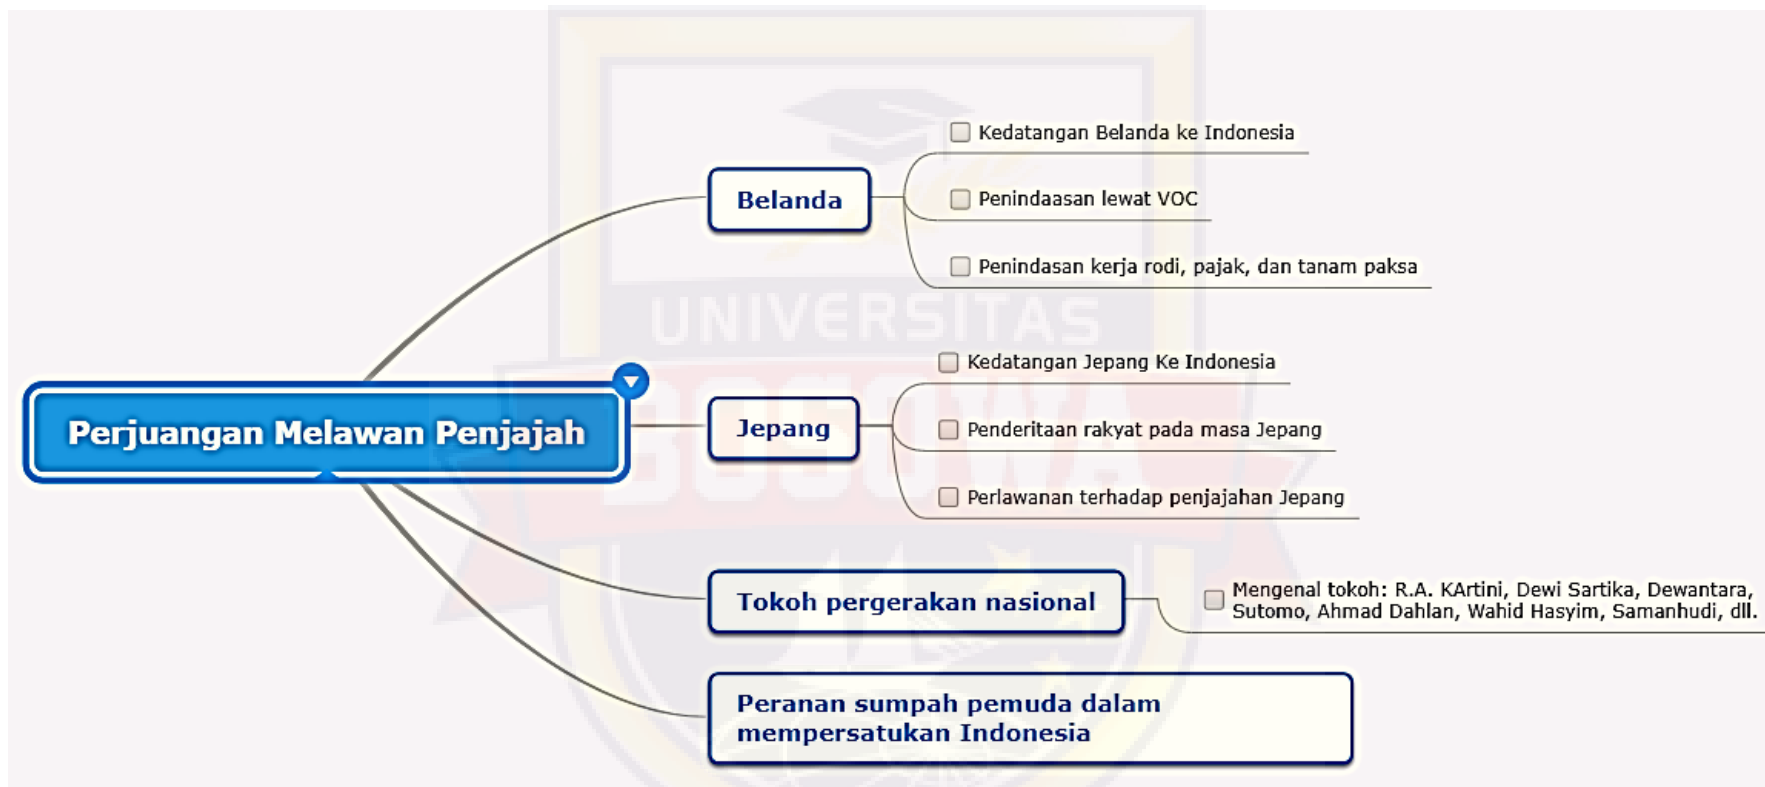 Kedatangan Belanda ke Indonesia
Belanda
Penindaasan lewat VOC
Penindasan kerja rodi, pajak, dan tanam paksa
UNIVERSITAS
BOSOWA
Perjuangan Melawan Penjajah
Kedatangan Jepang Ke Indonesia
Jepang
Penderitaan rakyat pada masa Jepang
Perlawanan terhadap penjajahan Jepang
Tokoh pergerakan nasional
Mengenal tokoh: R.A. KArtini, Dewi Sartika, Dewantara,
Sutomo, Ahmad Dahlan, Wahid Hasyim, Samanhudi, dll.
Peranan sumpah pemuda dalam
mempersatukan Indonesia